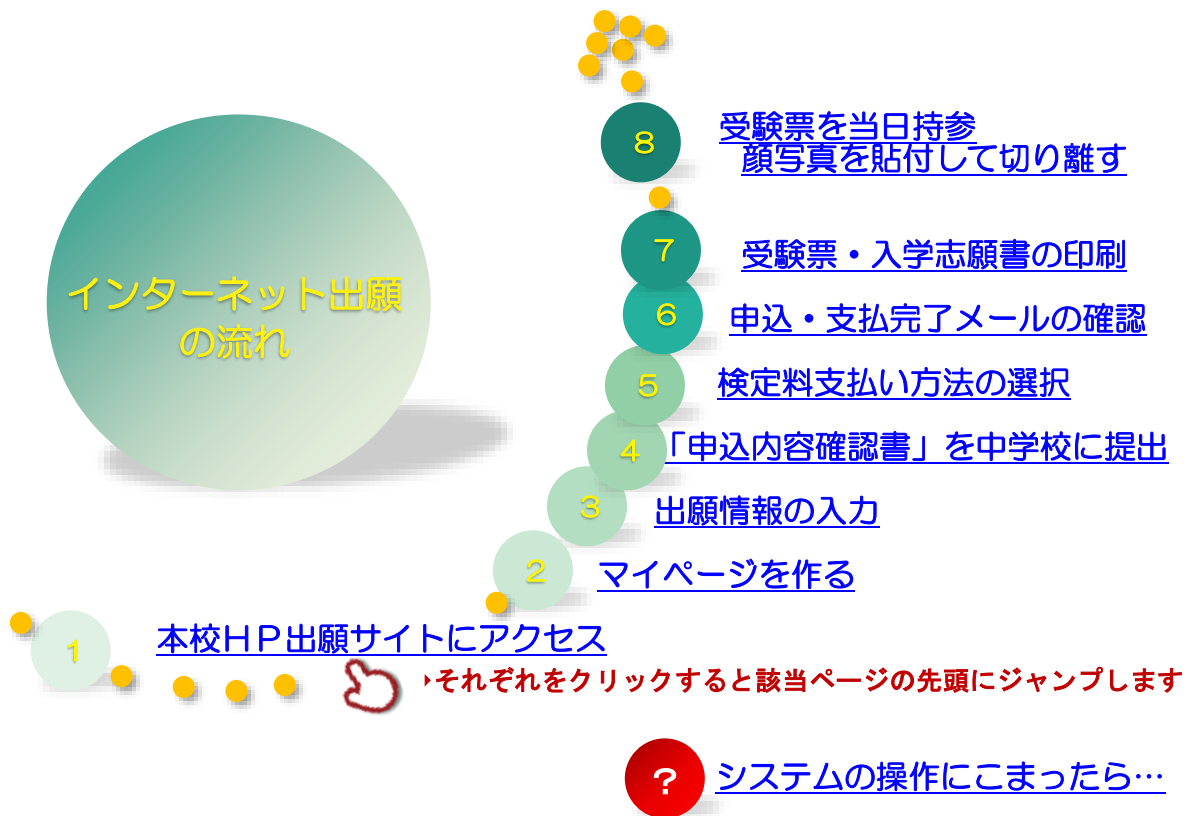 インターネット出願
の流れ
8
受験票を当日持参
顔写真を貼付して切り離す
7
受験票・入学志願書の印刷
6
申込・支払完了メールの確認
5
検定料支払い方法の選択
4
「申込内容確認書」を中学校に提出
3
出願情報の入力
2
マイページを作る
1
本校HP出願サイトにアクセス
それぞれをクリックすると該当ページの先頭にジャンプします
?
システムの操作にこまったら…